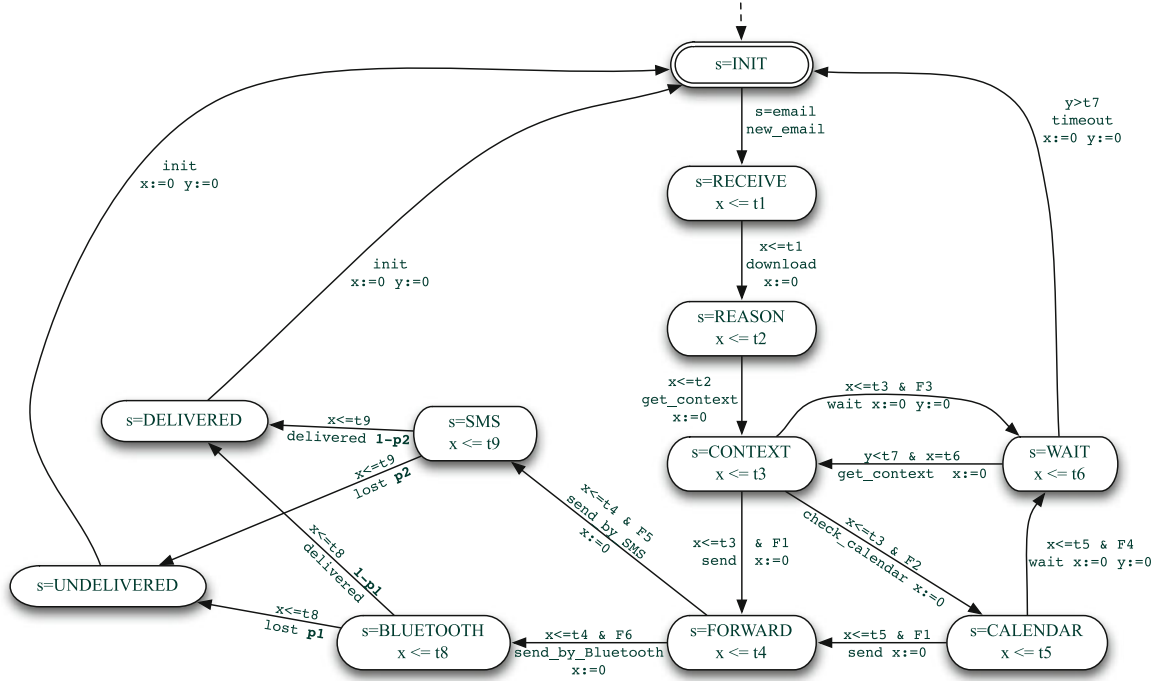 s=INIT
s=email
new_email
y>t7
timeout
x:=0 y:=0
init
x:=0 y:=0
s=RECEIVE
x <= t1
x<=t1
download
x:=0
init
x:=0 y:=0
s=REASON
x <= t2
x<=t2
get_context
x:=0
x<=t3 & F3
wait x:=0 y:=0
s=DELIVERED
x<=t9
delivered 1-p2
s=SMS
x <= t9
s=CONTEXT
x <= t3
y<t7 & x=t6
get_context x:=0
s=WAIT
x <= t6
x<=t9
lost p2
x<=t4 & F5
send_by_SMS
x:=0
x<=t3 & F1
send x:=0
x<=t3 & F2
check_calendar x:=0
x<=t5 & F4
wait x:=0 y:=0
s=UNDELIVERED
x<=t8 1-p1
delivered
x<=t8
lost p1
s=BLUETOOTH
x <= t8
x<=t4 & F6
send_by_Bluetooth
x:=0
s=FORWARD
x <= t4
x<=t5 & F1
send x:=0
s=CALENDAR
x <= t5